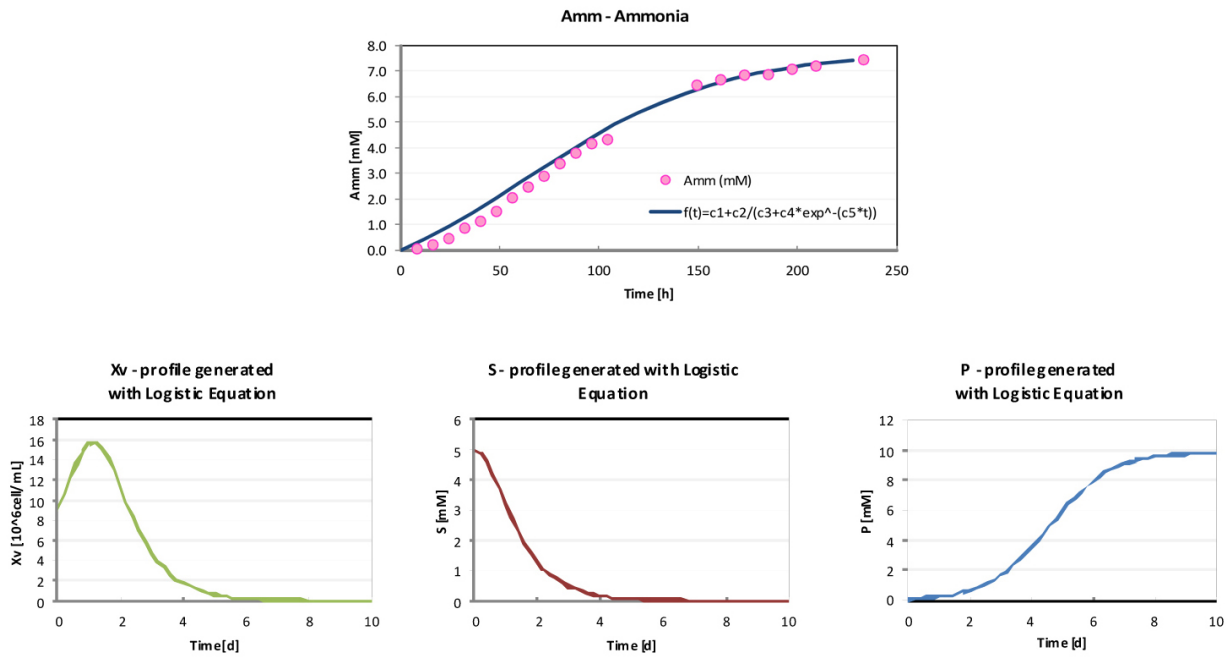 Amm - Ammonia
8.0
7.0
6.0
5.0
4.0
3.0
2.0
1.0
0.0
Amm [mM]
Amm (mM)
f(t)=c1+c2/(c3+c4*exp^-(c5*t))
0 50 100 150 200 250
Time [h]
Xv - profile generated
with Logistic Equation
18
16
14
12
10
8
6
4
2
0
Xv [10^6cell/mL]
0 2 4 6 8 10
Time[d]
S - profile generated with Logistic
Equation
6
5
4
3
2
1
0
S [mM]
0 2 4 6 8 10
Time [d]
P - profile generated
with Logistic Equation
12
10
8
6
4
2
0
P [mM]
0 2 4 6 8 10
Time [d]